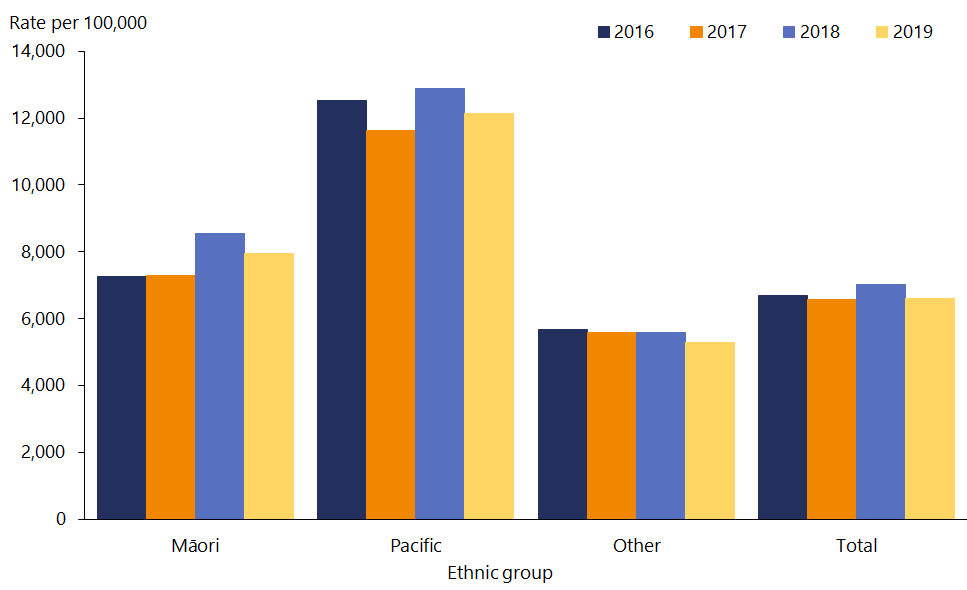 Rate per 100,000
2016 2017 2018 2019
14,000
12,000
10,000
8,000
6,000
4,000
2,000
0
Māori Pacific Other Total
Ethnic group